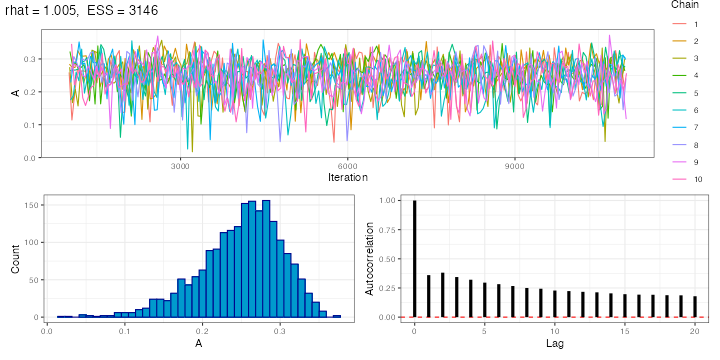 rhat = 1.005,  ESS = 3146
Chain
1
2
3
4
5
6
7
8
9
10
A
0.3
0.2
0.1
0.0
3000 6000 9000
Iteration
Count
150
100
50
0
0.0 0.1 0.2 0.3
A
Autocorrelation
1.00
0.75
0.50
0.25
0.00
0 5 10 15 20
Lag